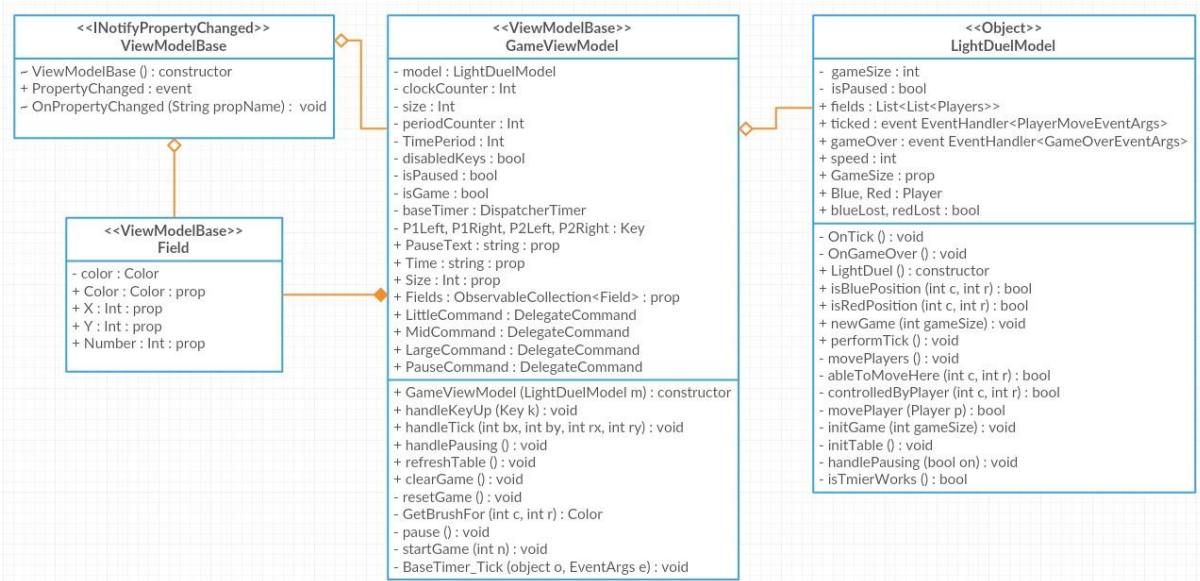 <<INotifyPropertyChanged>>
ViewModelBase
~ ViewModelBase () : constructor
+ PropertyChanged : event
~ OnPropertyChanged (String propName) : void
<<ViewModelBase>>
Field
- color : Color
+ Color : Color : prop
+ X : Int : prop
+ Y : Int : prop
+ Number : Int : prop
<<ViewModelBase>>
GameViewModel
- model : LightDuelModel
- clockCounter : Int
- size : Int
- periodCounter : Int
- TimePeriod : Int
- disabledKeys : bool
- isPaused : bool
- isGame : bool
- baseTimer : DispatcherTimer
- P1Left, P1Right, P2Left, P2Right : Key
+ PauseText : string : prop
+ Time : string : prop
+ Size : Int : prop
+ Fields : ObservableCollection<Field> : prop
+ LittleCommand : DelegateCommand
+ MidCommand : DelegateCommand
+ LargeCommand : DelegateCommand
+ PauseCommand : DelegateCommand
+ GameViewModel (LightDuelModel m) : constructor
+ handleKeyUp (Key k) : void
+ handleTick (int bx, int by, int rx, int ry) : void
+ handlePausing () : void
+ refreshTable () : void
+ clearGame () : void
- resetGame () : void
- GetBrushFor (int c, int r) : Color
- pause () : void
- startGame (int n) : void
- BaseTimer_Tick (object o, EventArgs e) : void
<<Object>>
LightDuelModel
- gameSize : int
- isPaused : bool
+ fields : List<List<Players>>
+ ticked : event EventHandler<PlayerMoveEventArgs>
+ gameOver : event EventHandler<GameOverEventArgs>
+ speed : int
+ GameSize : prop
+ Blue, Red : Player
+ blueLost, redLost : bool
- OnTick () : void
- OnGameOver () : void
+ LightDuel () : constructor
+ isBluePosition (int c, int r) : bool
+ isRedPosition (int c, int r) : bool
+ newGame (int gameSize) : void
+ performTick () : void
- movePlayers () : void
- ableToMoveHere (int c, int r) : bool
- controlledByPlayer (int c, int r) : bool
- movePlayer (Player p) : bool
- initGame (int gameSize) : void
- initTable () : void
- handlePausing (bool on) : void
- isTmierWorks () : bool